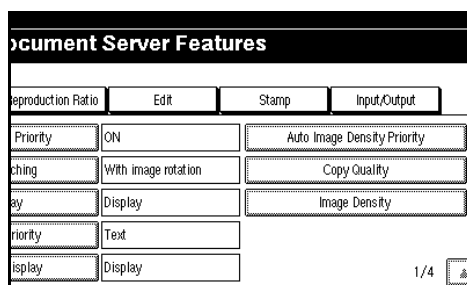 ocument Server Features
eproduction Ratio Edit Stamp Input/Output
Priority ON Auto Image Density Priority
ching With image rotation Copy Quality
ay Display Image Density
riority Text
isplay Display 1/4